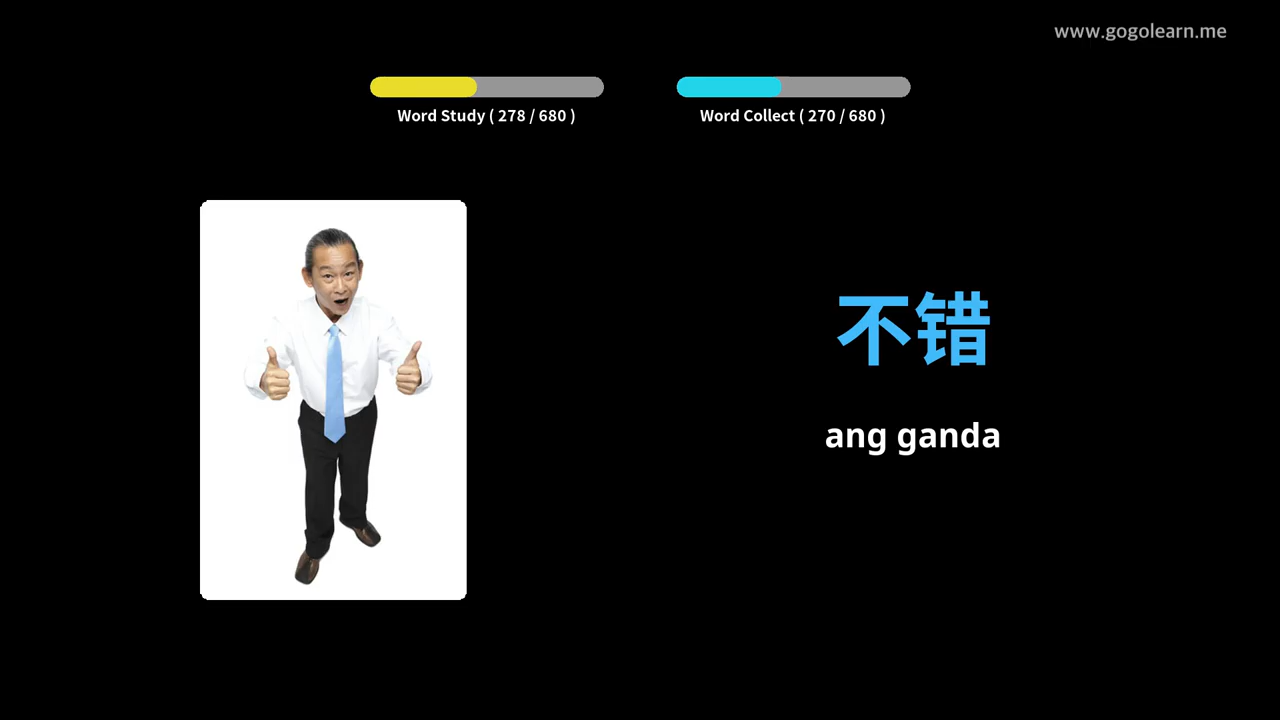 www.gogolearn.me
Word Study ( 278 / 680 )
Word Collect ( 270 / 680 )
不错
ang ganda